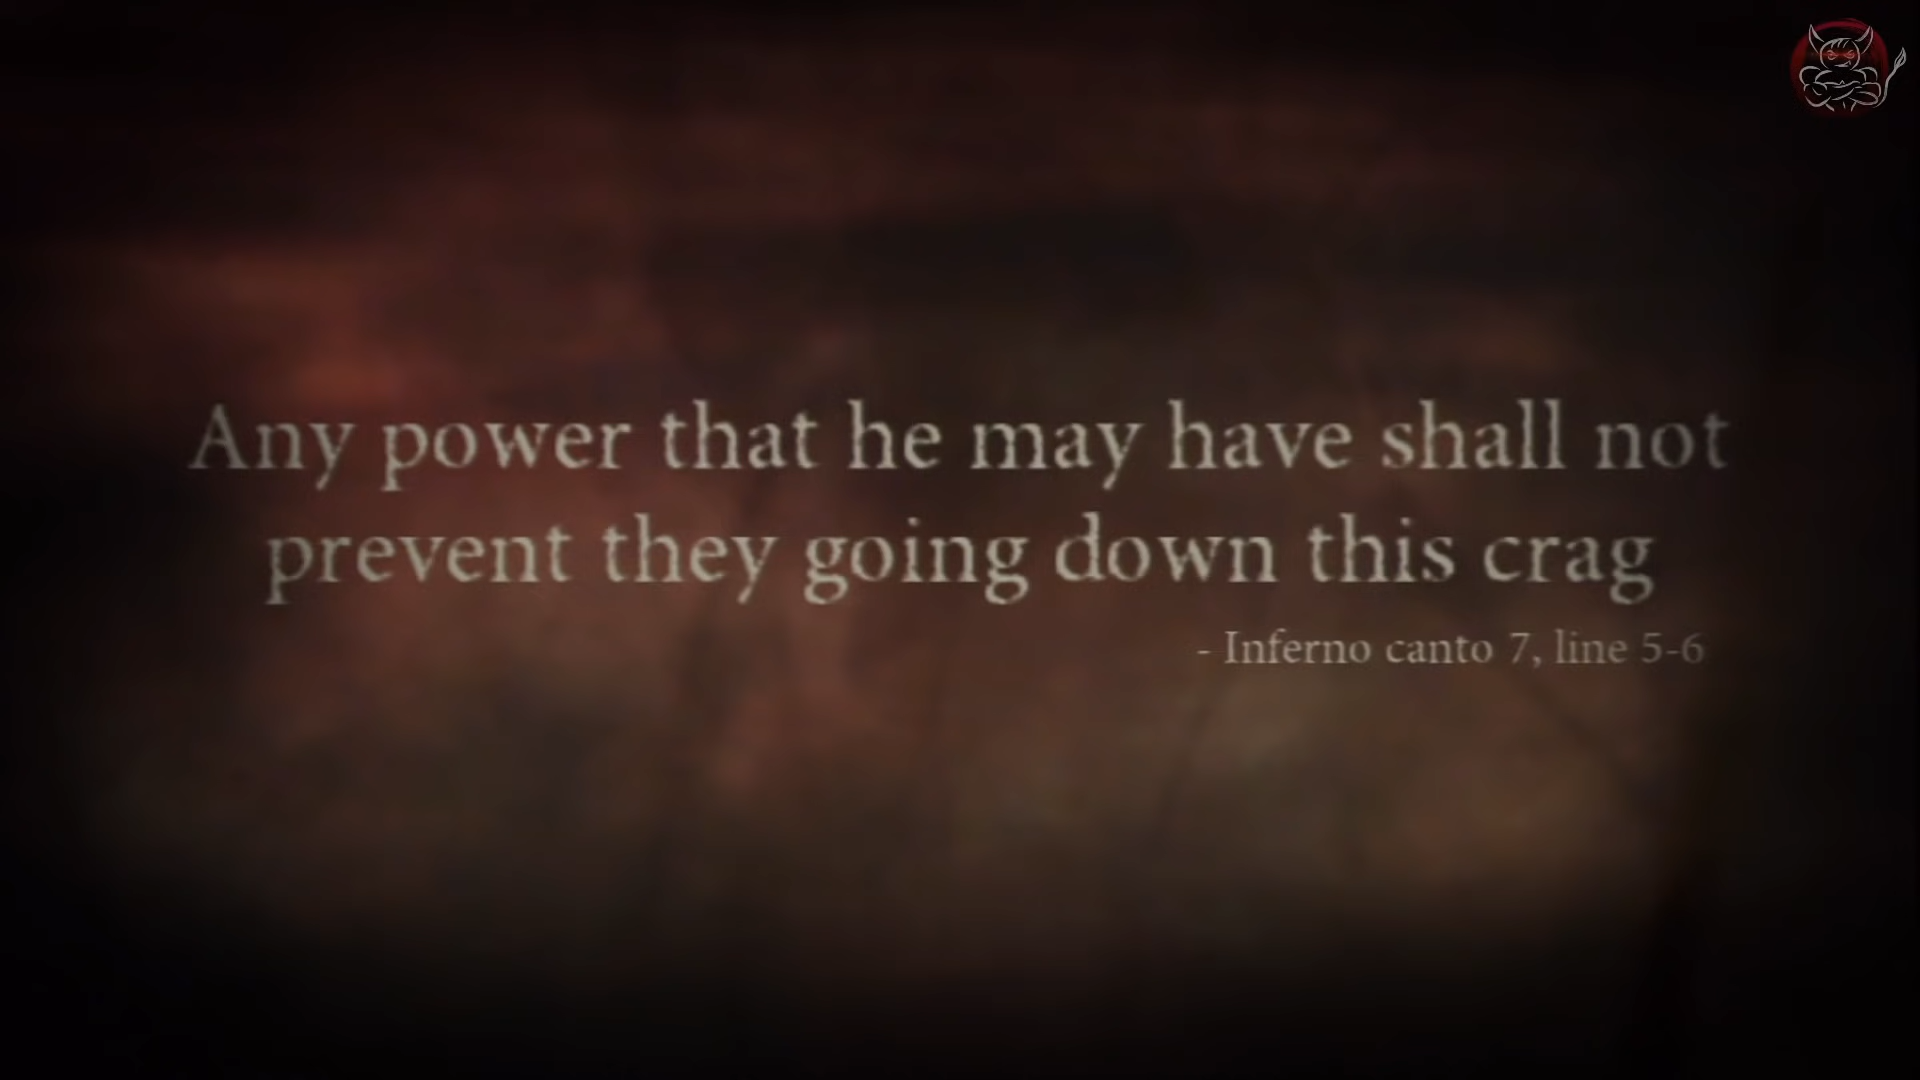 Any power that he may have shall not
prevent they going down this crag
- Inferno canto 7, line 5-6